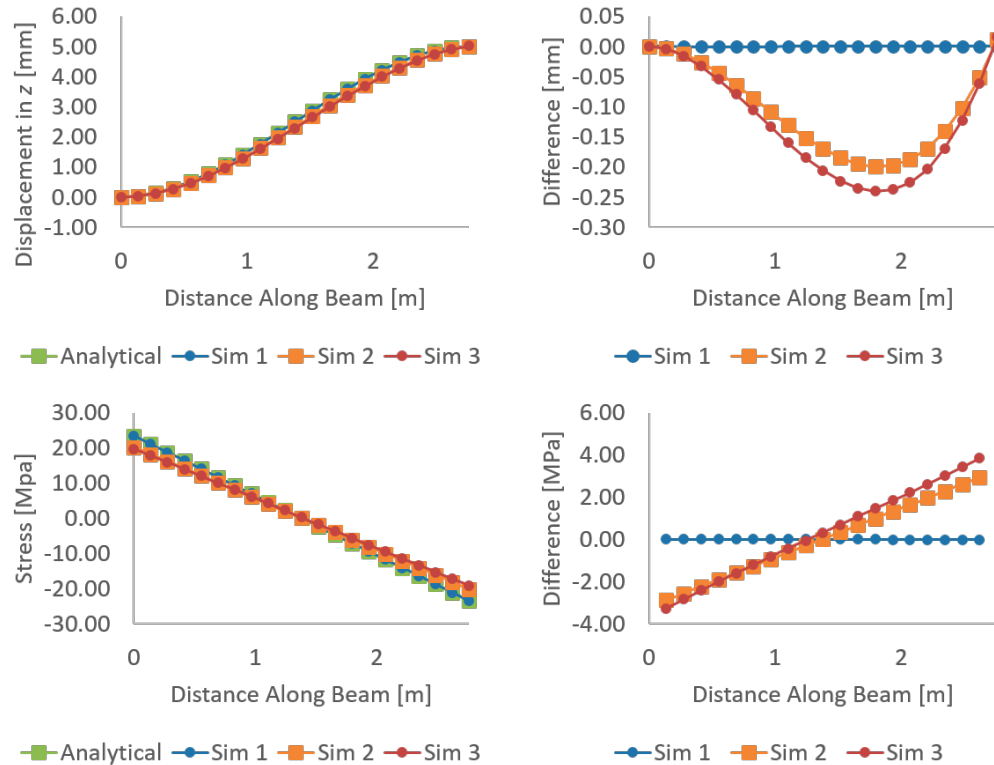 Displacement in z [mm]
6.00
5.00
4.00
3.00
2.00
1.00
0.00
-1.00
0 1 2
Distance Along Beam [m]
Analytical Sim 1 Sim 2 Sim 3
Difference [mm]
0.05
0.00
-0.05
-0.10
-0.15
-0.20
-0.25
-0.30
0 1 2
Distance Along Beam [m]
Sim 1 Sim 2 Sim 3
Stress [Mpa]
30.00
20.00
10.00
0.00
-10.00
-20.00
-30.00
0 1 2
Distance Along Beam [m]
Analytical Sim 1 Sim 2 Sim 3
Difference [MPa]
6.00
4.00
2.00
0.00
-2.00
-4.00
0 1 2
Distance Along Beam [m]
Sim 1 Sim 2 Sim 3